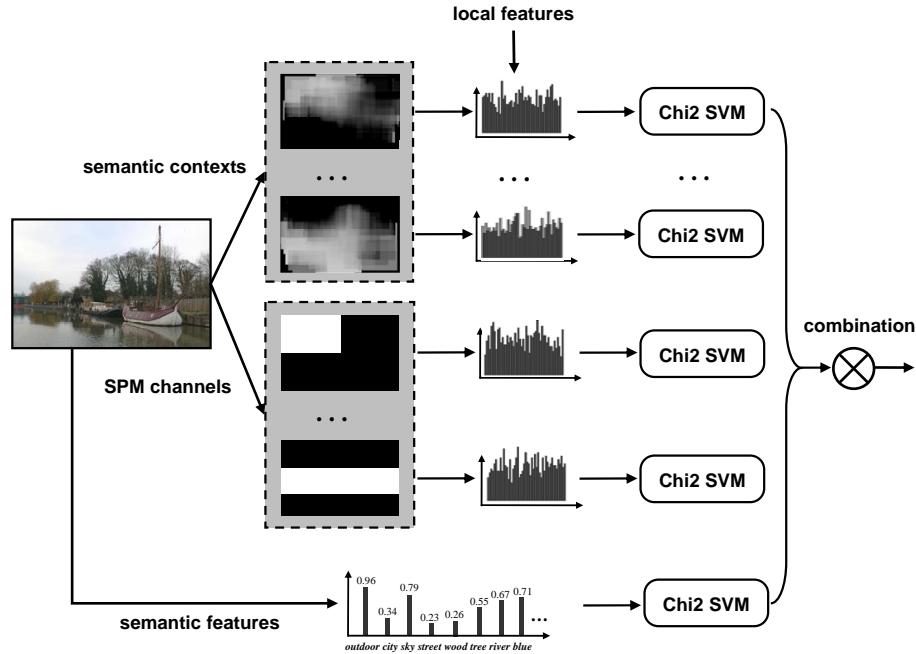 local features
Chi2 SVM
semantic contexts
...
...
...
Chi2 SVM
combination
Chi2 SVM
SPM channels
...
Chi2 SVM
0.96 0.34 0.79 0.23 0.26 0.55 0.67 0.71
...
Chi2 SVM
semantic features
outdoor city sky street wood tree river blue